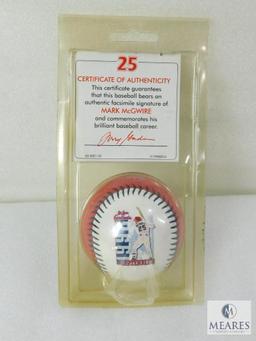 25
CERTIFICATE OF AUTHENTICITY
This certificate guarantees
that this baseball bears an
authentic facsimile signature of
MARK McGWIRE
and commemorates his
brilliant baseball career.
MEARES